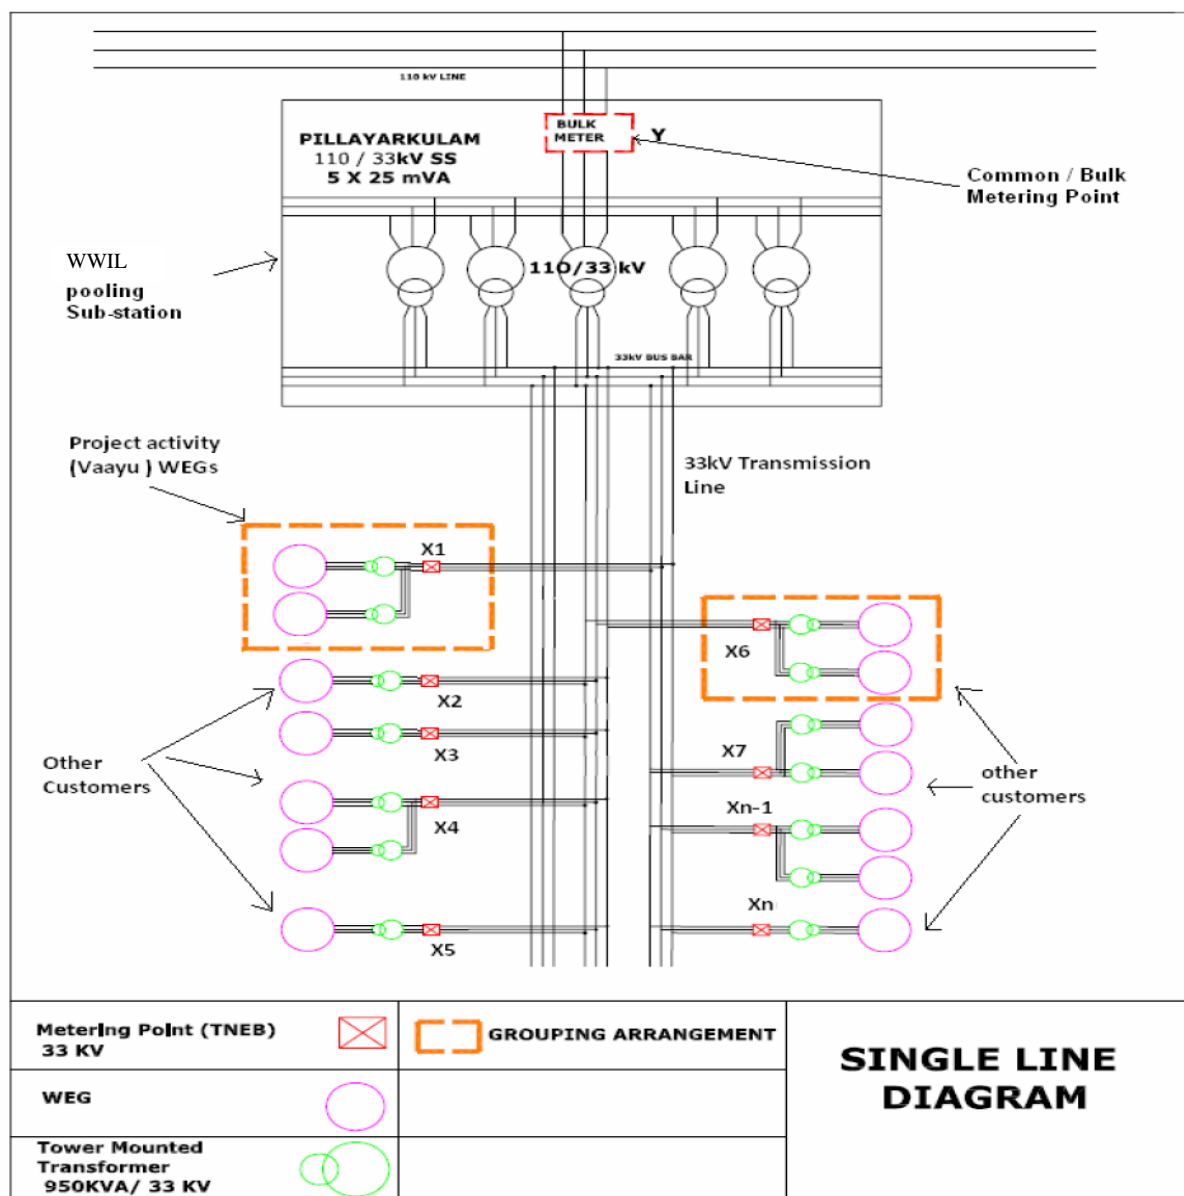 110 kV LINE
BULK
METER
Y
PILLAYARKULAM
110 / 33kV SS
5 X 25 mVA
Common / Bulk
Metering Point
WWIL
pooling
Sub-station
110/33 kV
33kV BUS BAR
Project activity
(Vaayu ) WEGs
33kV Transmission
Line
X1
X6
X2
X3
X7
Other
Customers
other
customers
Xn-1
X4
Xn
X5
Metering Point (TNEB)
33 KV
GROUPING ARRANGEMENT
SINGLE LINE
DIAGRAM
WEG
Tower Mounted
Transformer
950KVA/ 33 KV